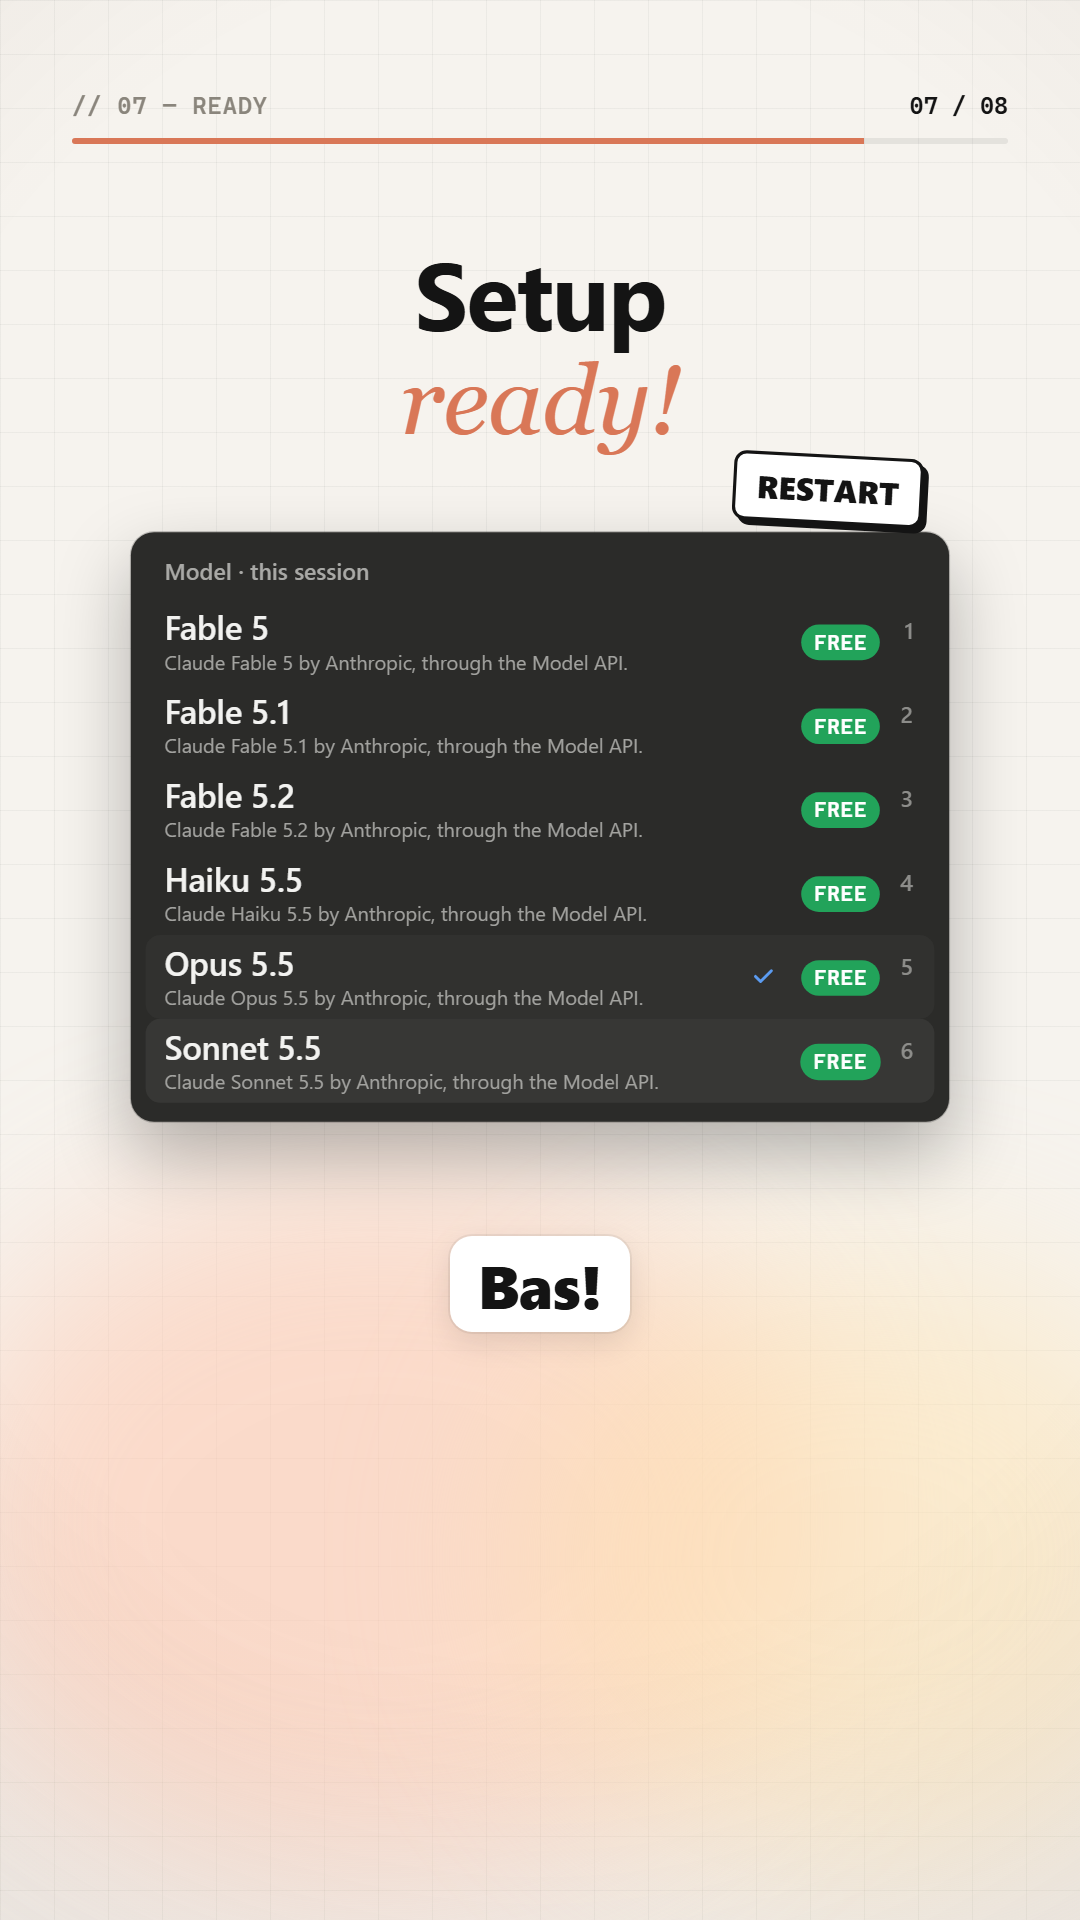 // 07 — READY
07 / 08
Setup
ready!
RESTART
Model · this session
Fable 5
Claude Fable 5 by Anthropic, through the Model API.
FREE
1
Fable 5.1
Claude Fable 5.1 by Anthropic, through the Model API.
FREE
2
Fable 5.2
Claude Fable 5.2 by Anthropic, through the Model API.
FREE
3
Haiku 5.5
Claude Haiku 5.5 by Anthropic, through the Model API.
FREE
4
Opus 5.5
Claude Opus 5.5 by Anthropic, through the Model API.
FREE
5
Sonnet 5.5
Claude Sonnet 5.5 by Anthropic, through the Model API.
FREE
6
Bas!